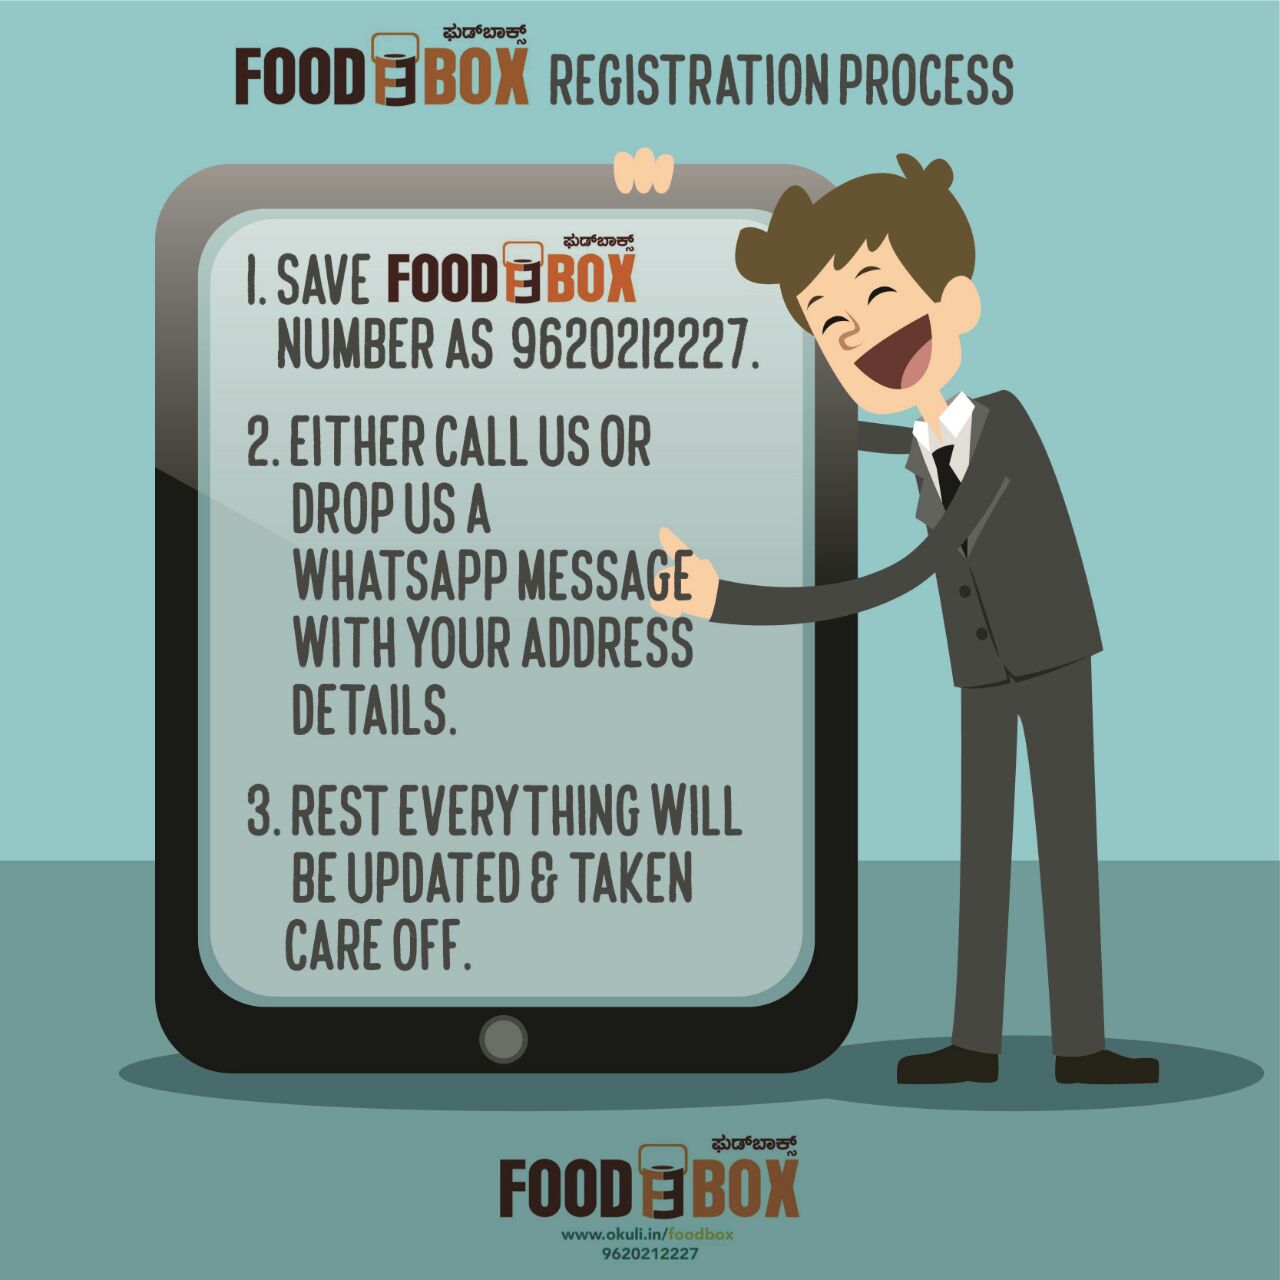 ಫುಡ್‌ಬಾಕ್ಸ್
FOOD BOX REGISTRATION PROCESS
ಫುಡ್‌ಬಾಕ್ಸ್
1. SAVE FOOD BOX
NUMBER AS 9620212227.
2. EITHER CALL US OR
DROP US A
WHATSAPP MESSAGE
WITH YOUR ADDRESS
DETAILS.
3. REST EVERYTHING WILL
BE UPDATED & TAKEN
CARE OFF.
ಫುಡ್‌ಬಾಕ್ಸ್
FOOD BOX
www.okuli.in/foodbox
9620212227